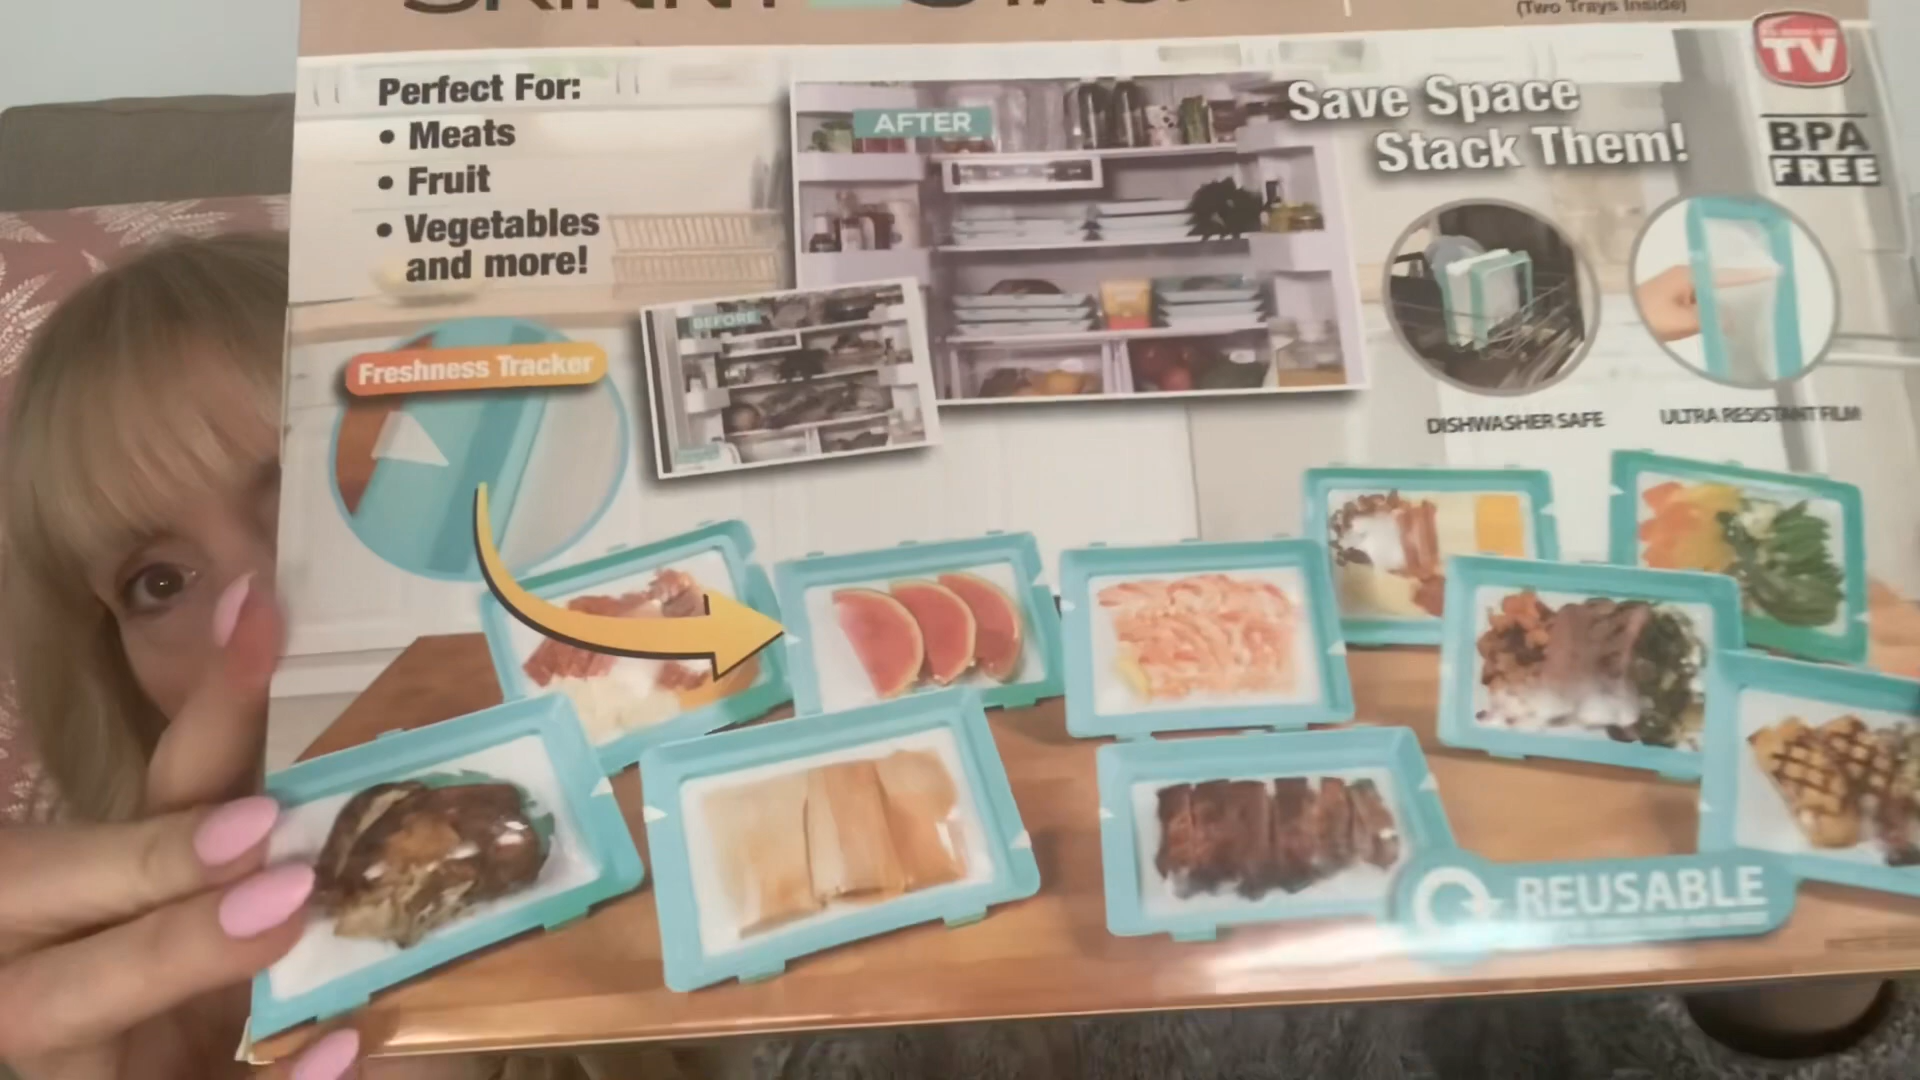 (Two Trays Inside)
TV
Perfect For:
• Meats
• Fruit
• Vegetables
and more!
AFTER
Save Space
Stack Them!
BPA
FREE
BEFORE
Freshness Tracker
DISHWASHER SAFE
ULTRA RESISTANT FILM
REUSABLE